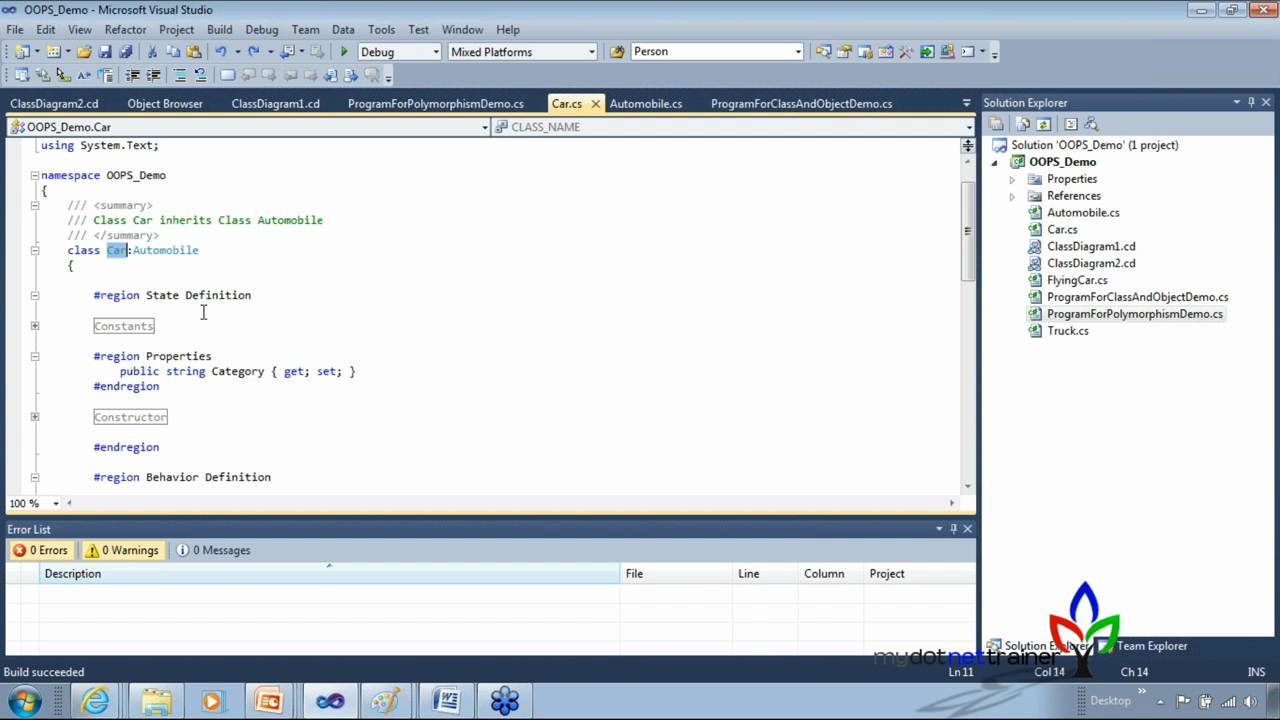 OOPS_Demo - Microsoft Visual Studio
File Edit View Refactor Project Build Debug Team Data Tools Test Window Help
Debug Mixed Platforms Person
ClassDiagram2.cd Object Browser ClassDiagram1.cd ProgramForPolymorphismDemo.cs Car.cs Automobile.cs ProgramForClassAndObjectDemo.cs
OOPS_Demo.Car CLASS_NAME
using System.Text;
namespace OOPS_Demo
{
/// <summary>
/// Class Car inherits Class Automobile
/// </summary>
class Car:Automobile
{
#region State Definition
Constants
#region Properties
public string Category { get; set; }
#endregion
Constructor
#endregion
#region Behavior Definition
100 %
Solution Explorer
Solution 'OOPS_Demo' (1 project)
OOPS_Demo
Properties
References
Automobile.cs
Car.cs
ClassDiagram1.cd
ClassDiagram2.cd
FlyingCar.cs
ProgramForClassAndObjectDemo.cs
ProgramForPolymorphismDemo.cs
Truck.cs
Error List
0 Errors 0 Warnings 0 Messages
Description File Line Column Project
Solution Explorer Team Explorer
mydotnettrainer
Build succeeded Ln 11 Col 14 Ch 14 INS
Desktop